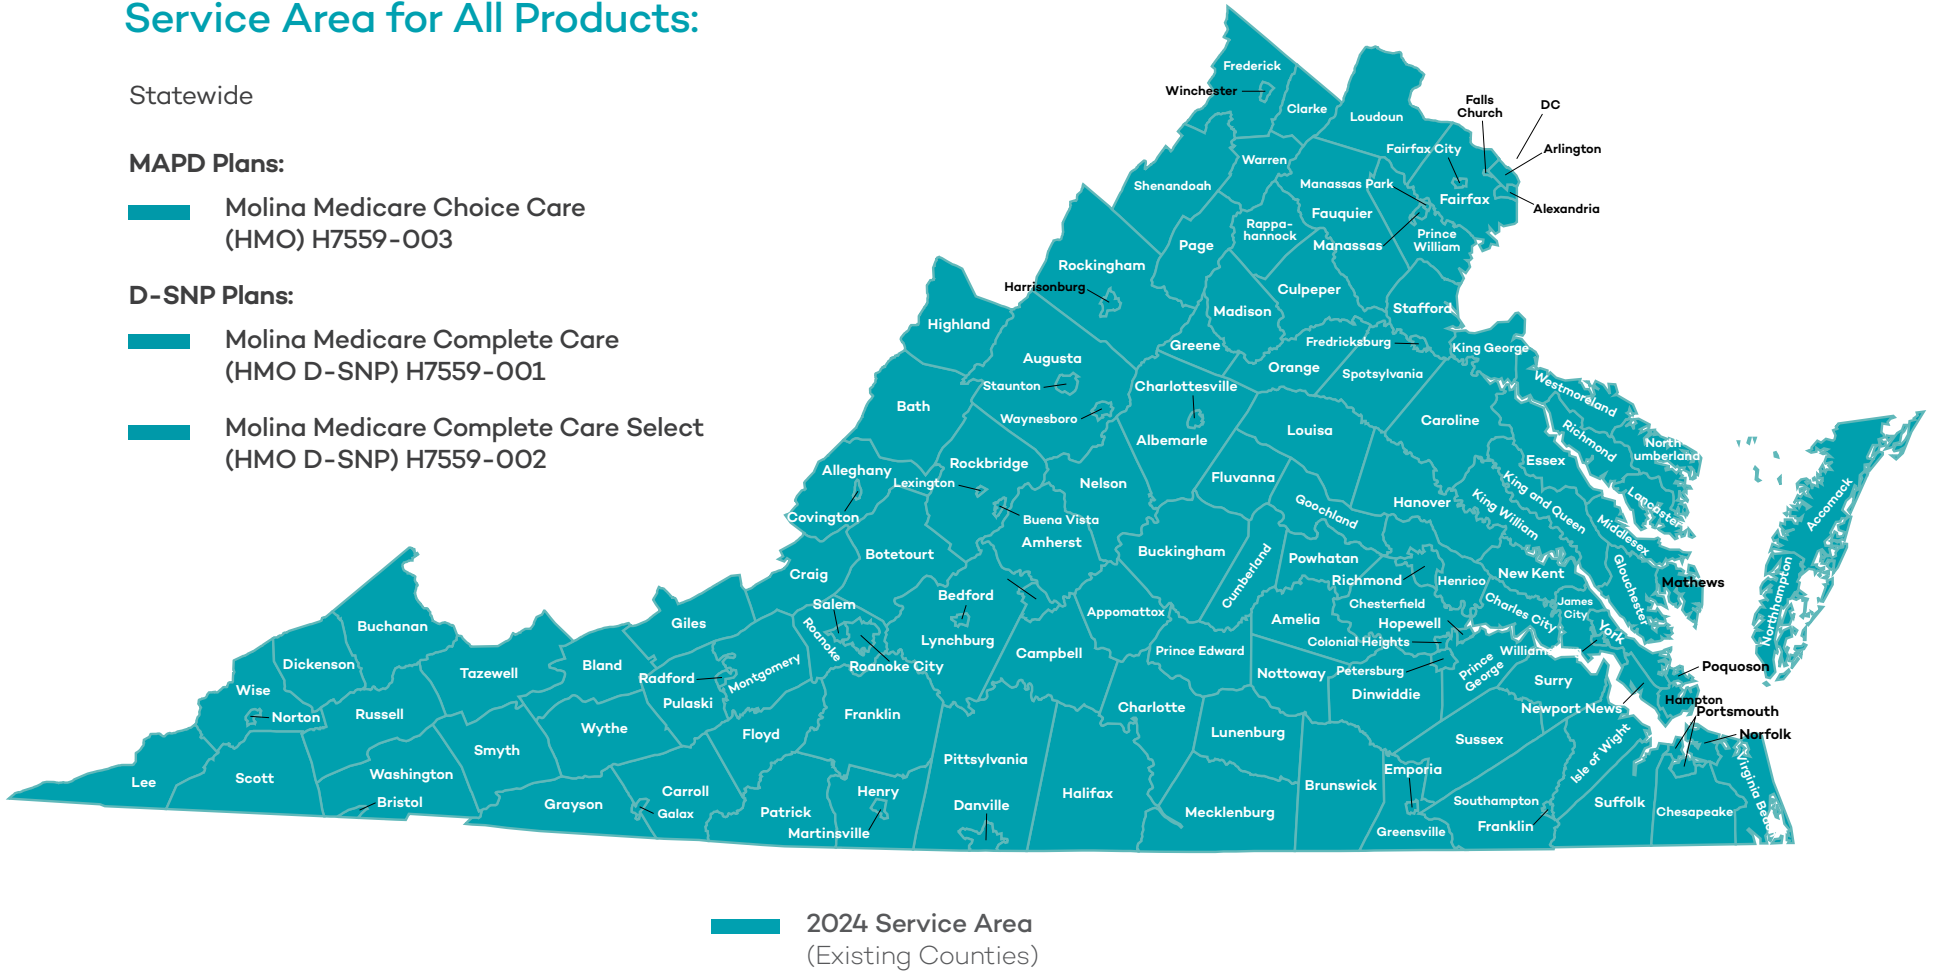 Service Area for All Products:
Statewide
MAPD Plans:
Molina Medicare Choice Care
(HMO) H7559-003
D-SNP Plans:
Molina Medicare Complete Care
(HMO D-SNP) H7559-001
Molina Medicare Complete Care Select
(HMO D-SNP) H7559-002
Frederick
Winchester
Clarke
Loudoun
Falls
Church
DC
Arlington
Fairfax City
Warren
Shenandoah
Manassas Park
Fairfax
Alexandria
Fauquier
Rappa-
hannock
Page
Manassas
Prince
William
Rockingham
Harrisonburg
Culpeper
Madison
Stafford
Highland
Greene
Fredricksburg
King George
Augusta
Orange
Spotsylvania
Staunton
Charlottesville
Westmoreland
Bath
Waynesboro
Albemarle
Louisa
Caroline
Richmond
North
umberland
Essex
Alleghany
Rockbridge
Lexington
Nelson
Fluvanna
Goochland
Hanover
King William
King and Queen
Lancaster
Accomack
Covington
Buena Vista
Amherst
Buckingham
Cumberland
Powhatan
Middlesex
Botetourt
Craig
Richmond
Henrico
New Kent
Glouchester
Mathews
Northhampton
Salem
Bedford
Appomattox
Amelia
Chesterfield
Hopewell
Charles City
James
City
York
Buchanan
Giles
Roanoke
Lynchburg
Colonial Heights
Dickenson
Tazewell
Bland
Radford
Montgomery
Roanoke City
Campbell
Prince Edward
Nottoway
Petersburg
Prince
George
Williams
Poquoson
Wise
Norton
Russell
Pulaski
Dinwiddie
Surry
Hampton
Newport News
Portsmouth
Wythe
Franklin
Charlotte
Floyd
Smyth
Lunenburg
Sussex
Isle of Wight
Norfolk
Lee
Scott
Washington
Pittsylvania
Emporia
Virginia Beach
Bristol
Grayson
Carroll
Galax
Patrick
Henry
Martinsville
Danville
Halifax
Mecklenburg
Brunswick
Southampton
Franklin
Greensville
Suffolk
Chesapeake
2024 Service Area
(Existing Counties)